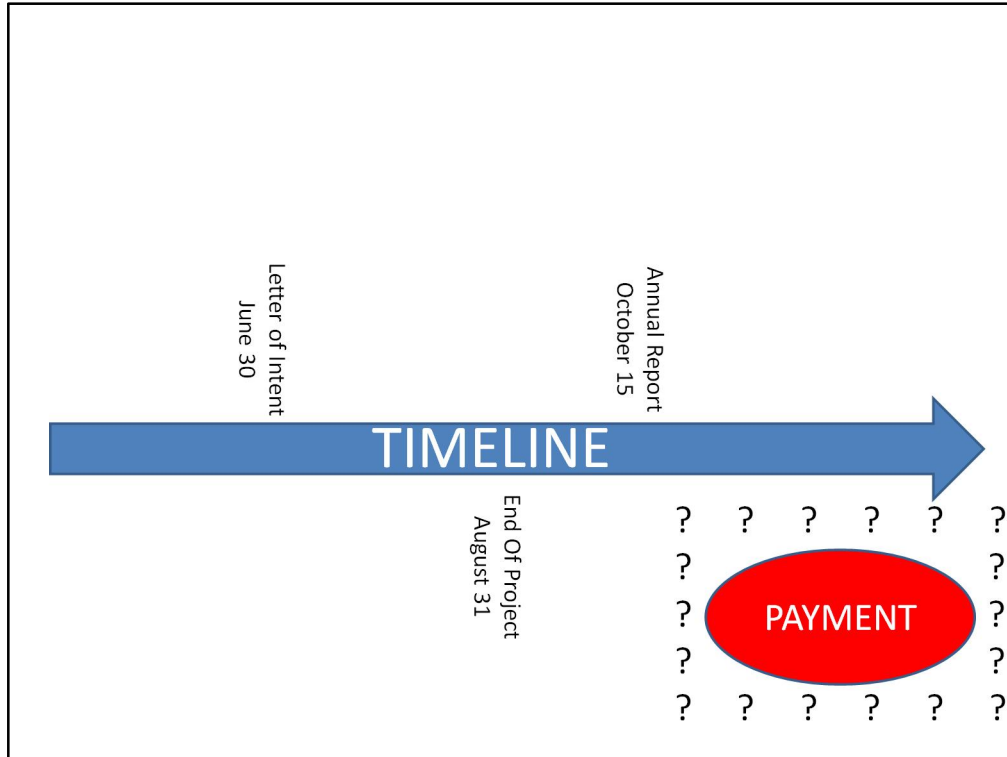 Letter of Intent
June 30
Annual Report
October 15
TIMELINE
End Of Project
August 31
? ? ? ? ? ?
? ?
? PAYMENT ?
? ?
? ? ? ? ? ?